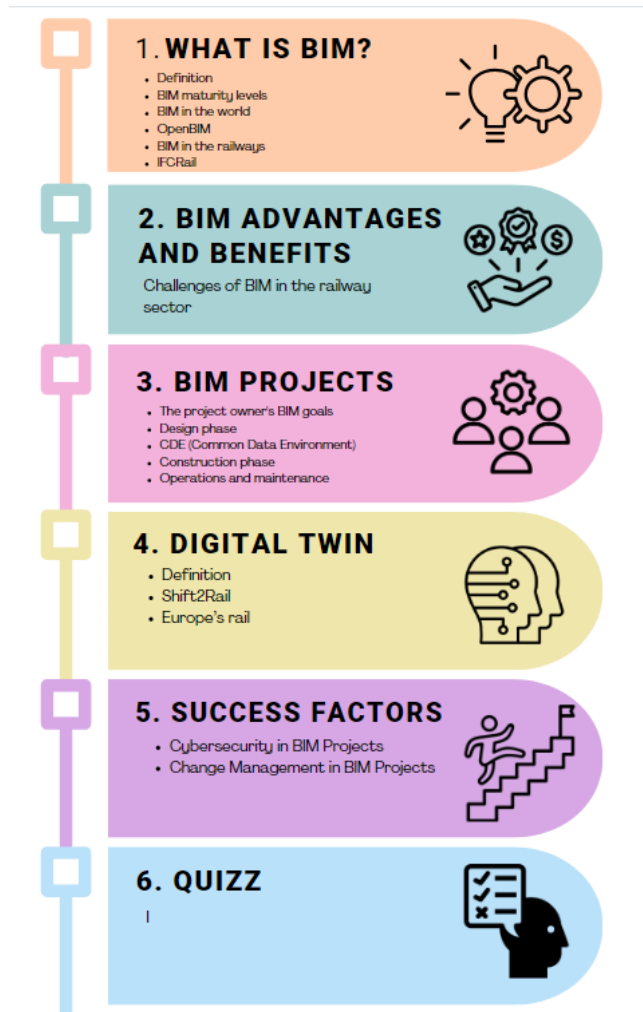 1. WHAT IS BIM?
• Definition
• BIM maturity levels
• BIM in the world
• OpenBIM
• BIM in the railways
• IFCRail
2. BIM ADVANTAGES
AND BENEFITS
Challenges of BIM in the railway
sector
3. BIM PROJECTS
• The project owner's BIM goals
• Design phase
• CDE (Common Data Environment)
• Construction phase
• Operations and maintenance
4. DIGITAL TWIN
• Definition
• Shift2Rail
• Europe's rail
5. SUCCESS FACTORS
• Cybersecurity in BIM Projects
• Change Management in BIM Projects
6. QUIZZ
I